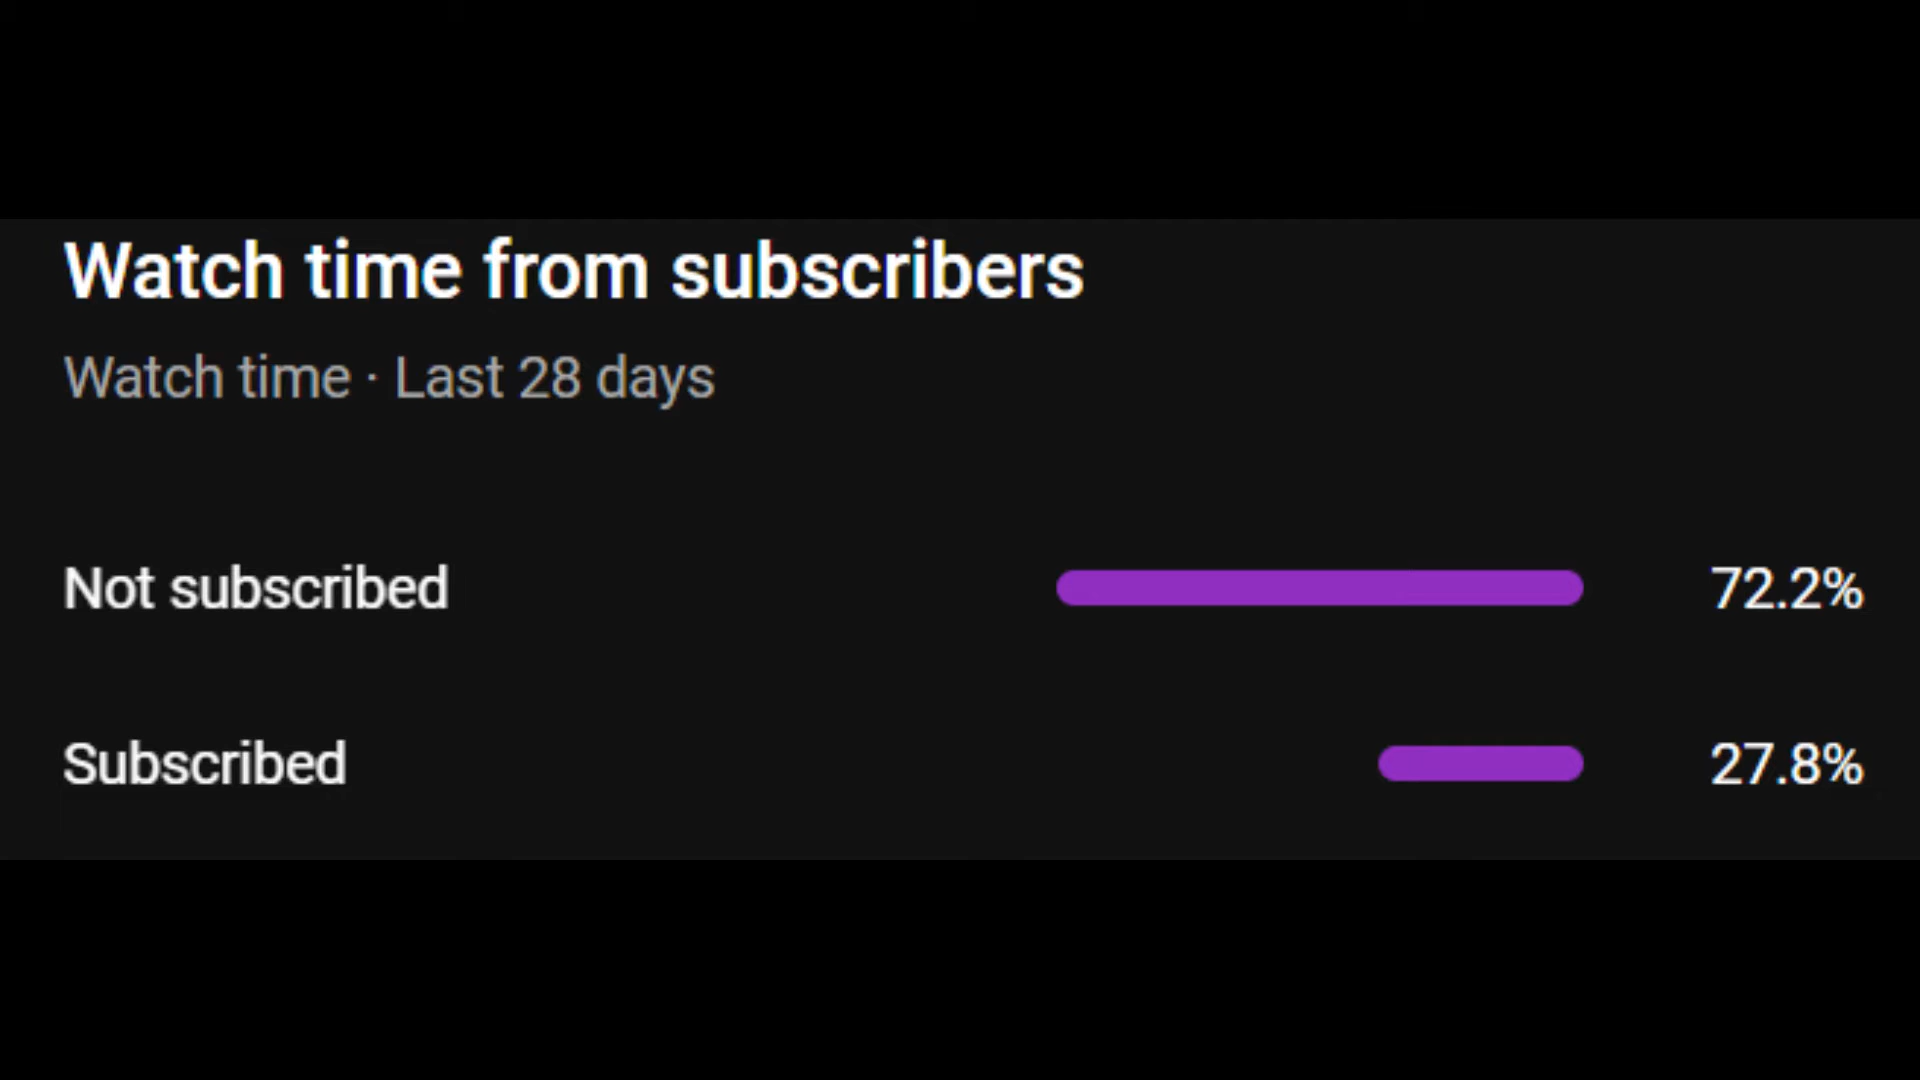 Watch time from subscribers
Watch time · Last 28 days
Not subscribed 72.2%
Subscribed 27.8%